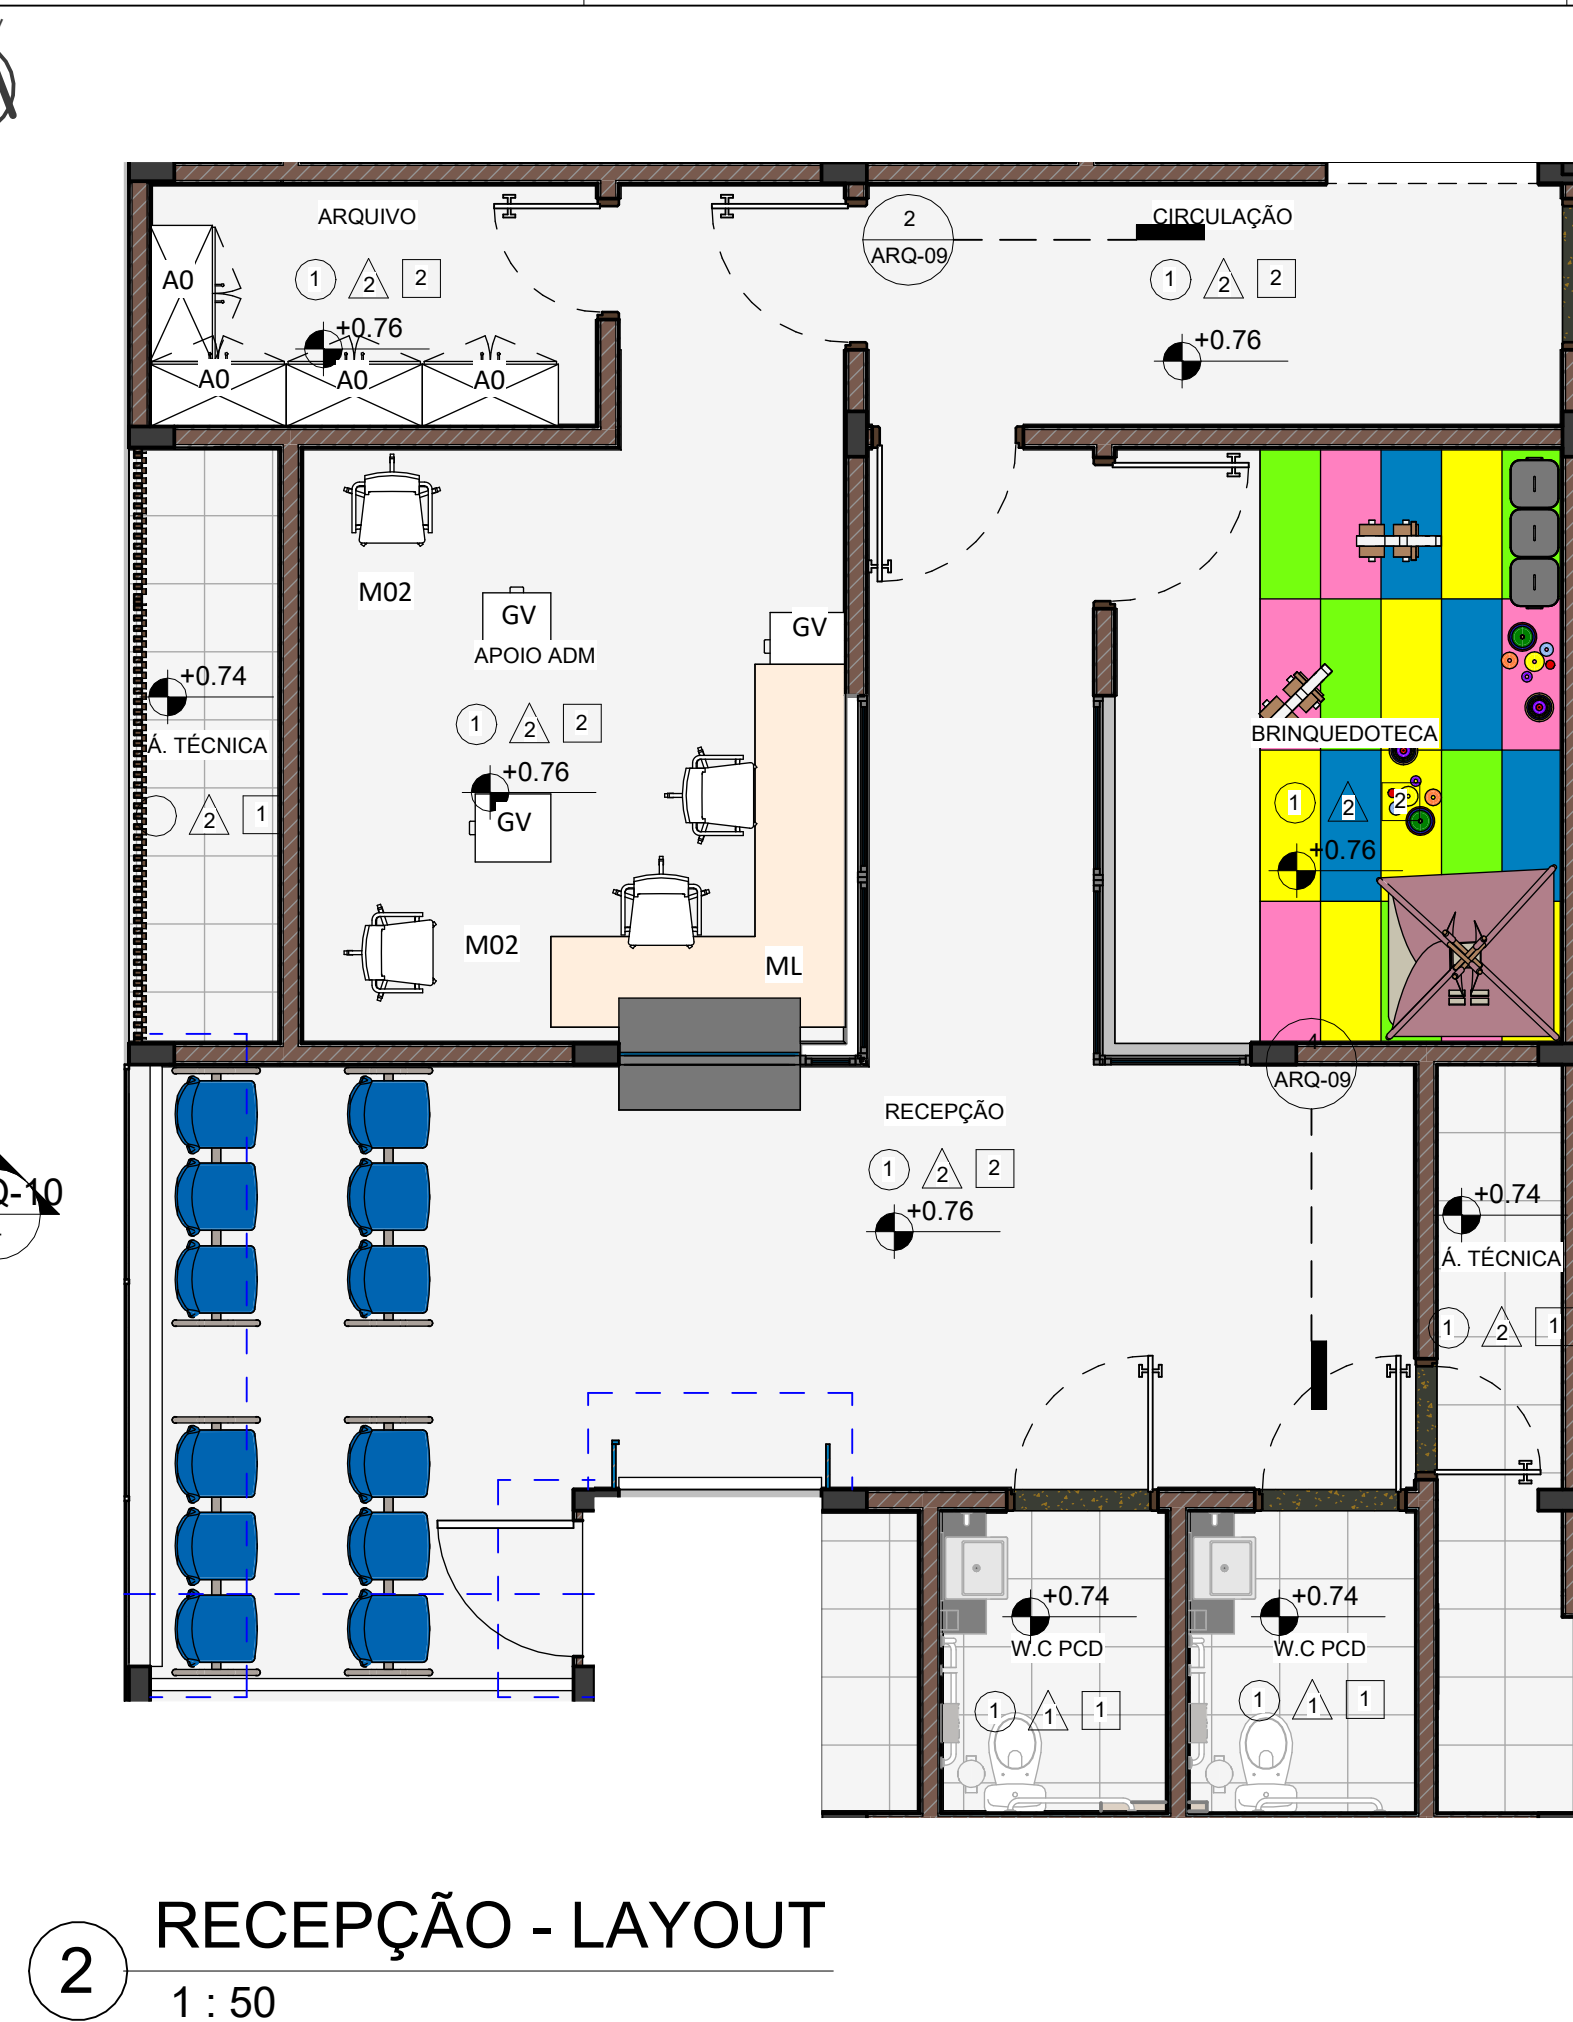 ARQUIVO
2
ARQ-09
CIRCULAÇÃO
1 2 2
+0.76
A0
A0
A0
A0
1 2 2
+0.76
M02
GV
APOIO ADM
1 2 2
+0.76
GV
GV
M02
ML
+0.74
Á. TÉCNICA
2 1
BRINQUEDOTECA
1 2 2
+0.76
4
ARQ-09
RECEPÇÃO
1 2 2
+0.76
Q-10
+0.74
Á. TÉCNICA
1 2 1
+0.74
W.C PCD
1 1 1
+0.74
W.C PCD
1 1 1
2
RECEPÇÃO - LAYOUT
1 : 50